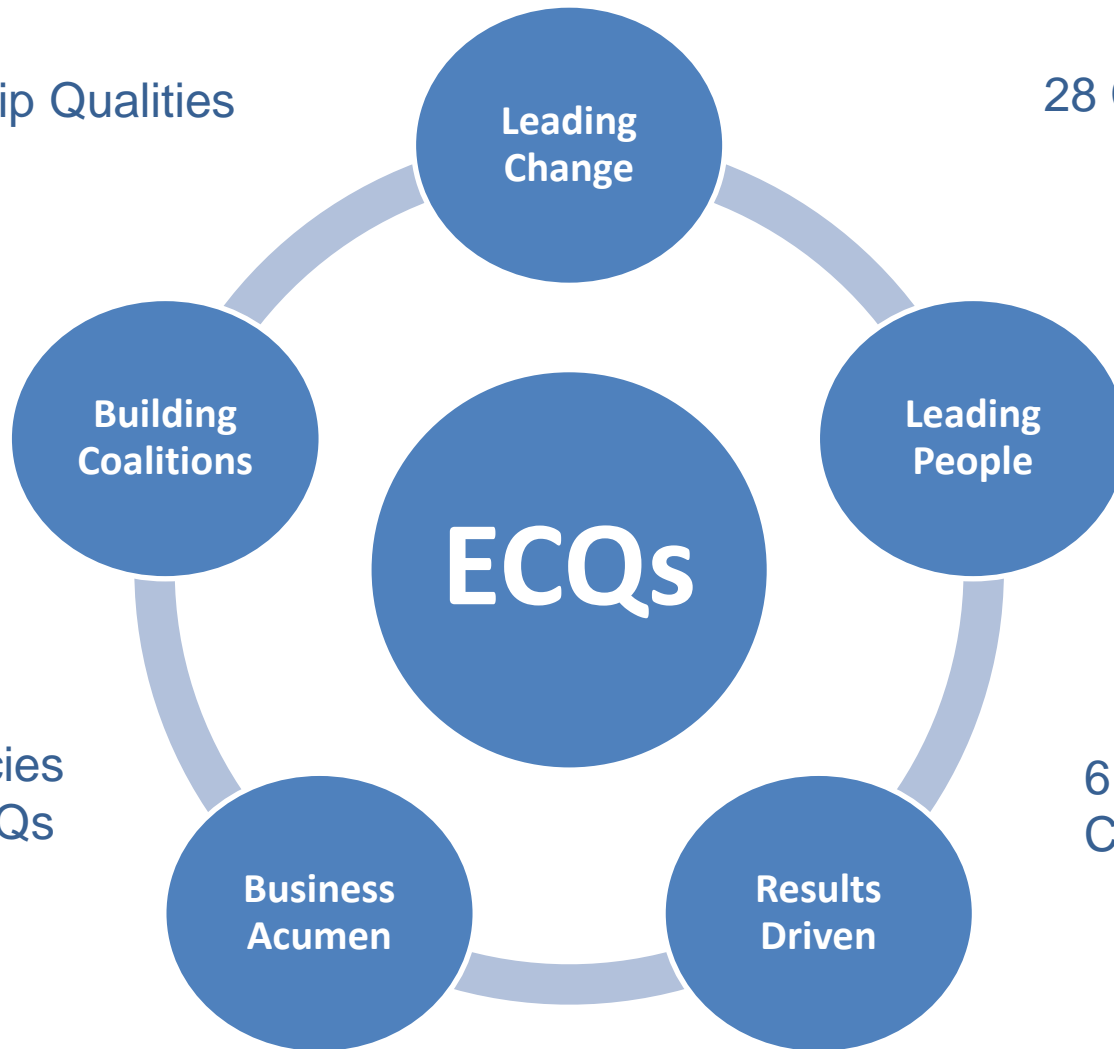 ip Qualities
28
Leading
Change
Building
Coalitions
Leading
People
ECQs
cies
Qs
6
Business
Acumen
Results
Driven